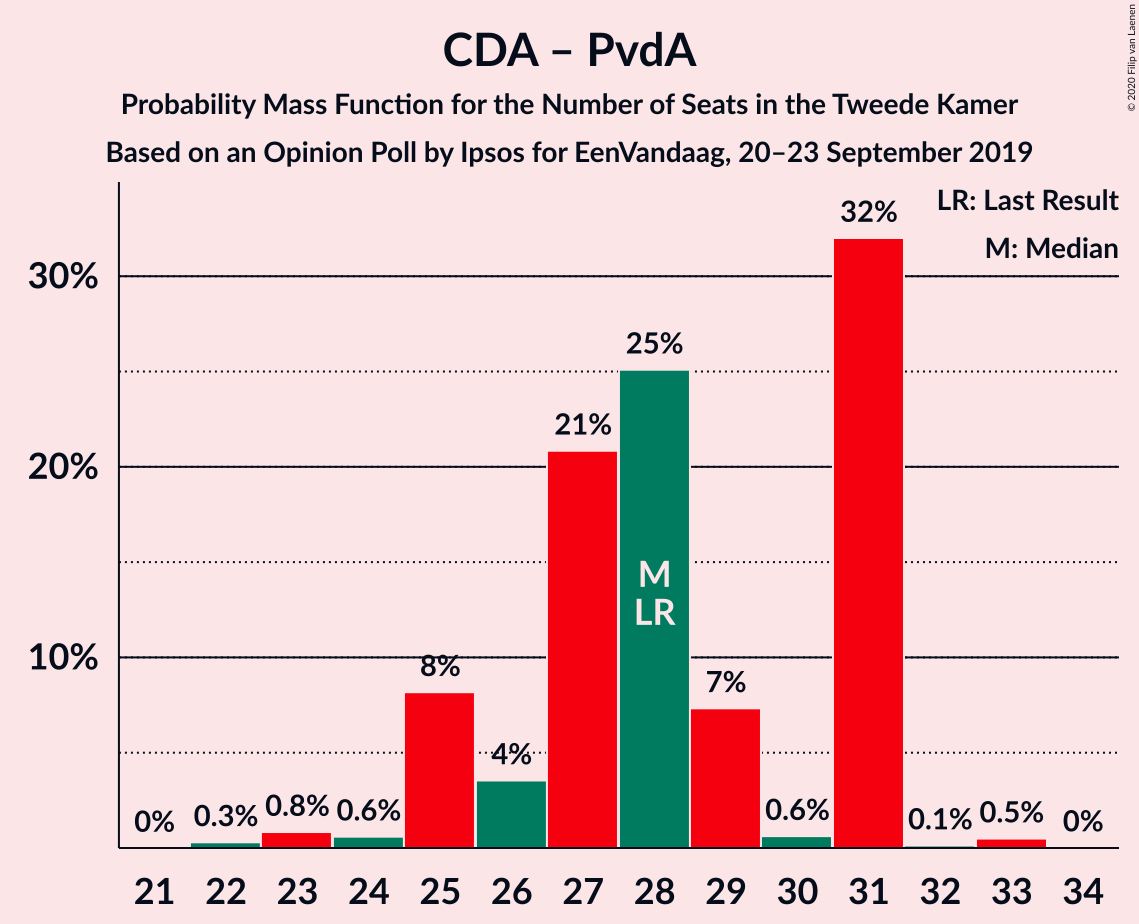 CDA – PvdA
Probability Mass Function for the Number of Seats in the Tweede Kamer
Based on an Opinion Poll by Ipsos for EenVandaag, 20–23 September 2019
© 2020 Filip van Laenen
LR: Last Result
M: Median
30%
20%
10%
0%
0.3%
0.8%
0.6%
8%
4%
21%
25%
7%
0.6%
32%
0.1%
0.5%
0%
M
LR
21 22 23 24 25 26 27 28 29 30 31 32 33 34